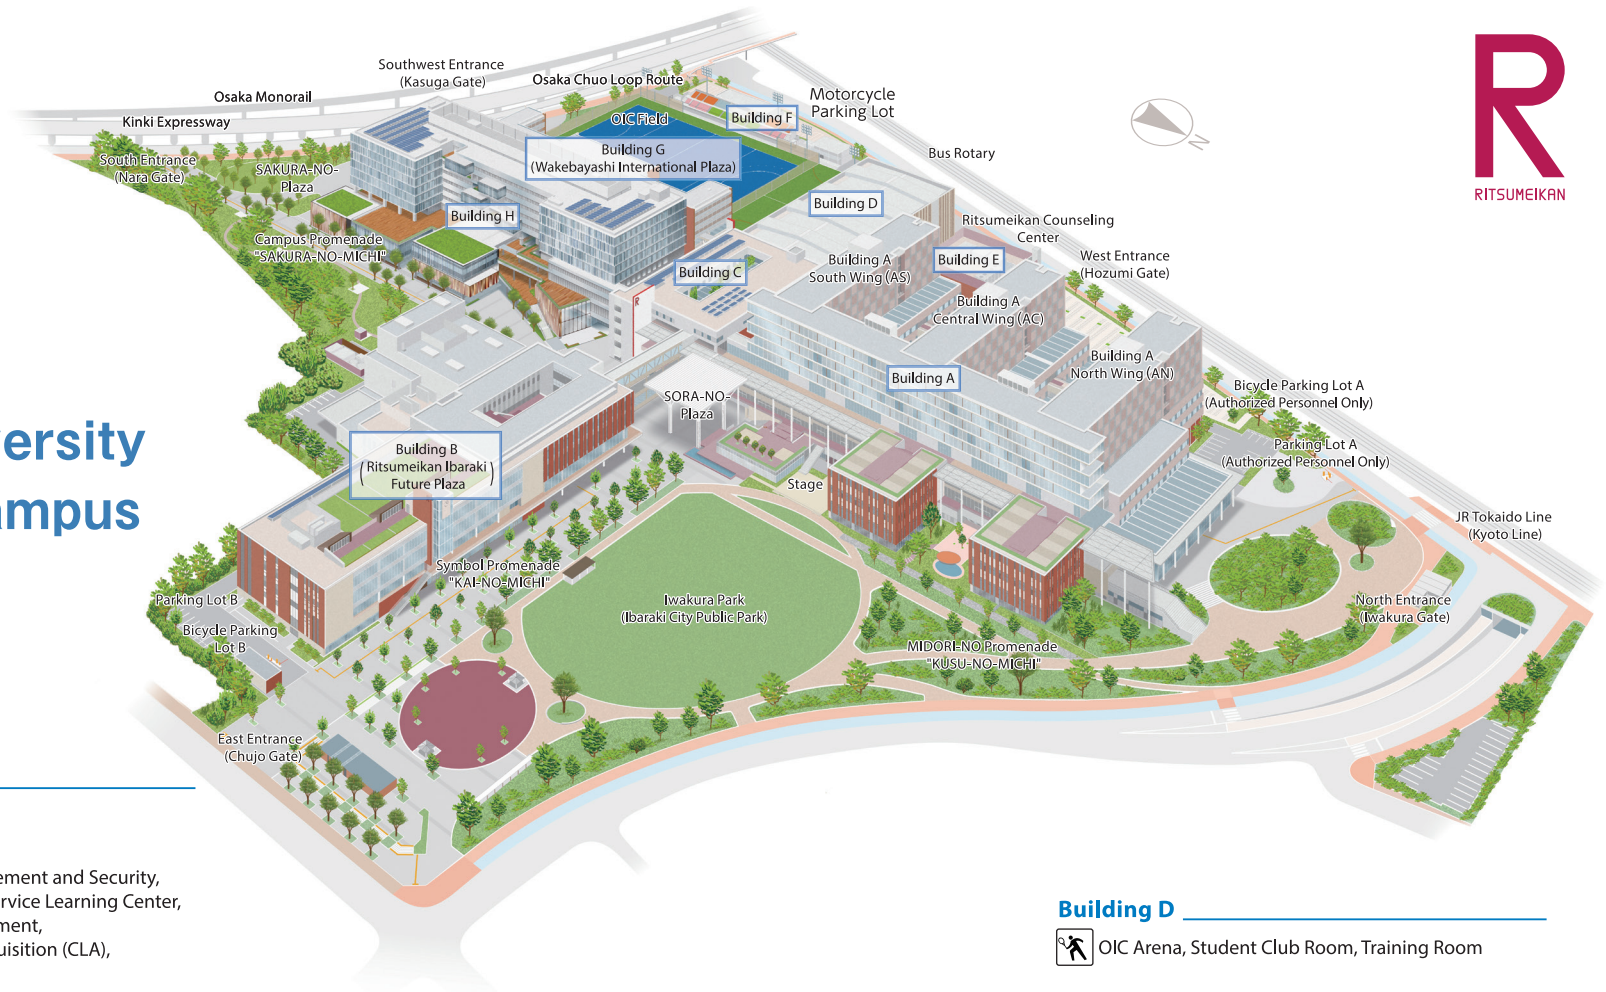 Southwest Entrance
(Kasuga Gate)
Osaka Chuo Loop Route
Osaka Monorail
Kinki Expressway
South Entrance
(Nara Gate)
SAKURA-NO-
Plaza
OIC Field
Building F
Motorcycle
Parking Lot
Bus Rotary
N
RITSUMEIKAN
Building G
(Wakebayashi International Plaza)
Building H
Building D
Campus Promenade
"SAKURA-NO-MICHI"
Building C
Building A
South Wing (AS)
Building E
Ritsumeikan Counseling
Center
West Entrance
(Hozumi Gate)
Building A
Central Wing (AC)
Building A
North Wing (AN)
Building A
SORA-NO-
Plaza
Bicycle Parking Lot A
(Authorized Personnel Only)
Parking Lot A
(Authorized Personnel Only)
ersity
ampus
Building B
(Ritsumeikan Ibaraki
Future Plaza)
Stage
JR Tokaido Line
(Kyoto Line)
Symbol Promenade
"KAI-NO-MICHI"
Iwakura Park
(Ibaraki City Public Park)
North Entrance
(Iwakura Gate)
Parking Lot B
Bicycle Parking
Lot B
MIDORI-NO Promenade
"KUSU-NO-MICHI"
East Entrance
(Chujo Gate)
ement and Security,
rvice Learning Center,
ment,
uisition (CLA),
Building D
OIC Arena, Student Club Room, Training Room